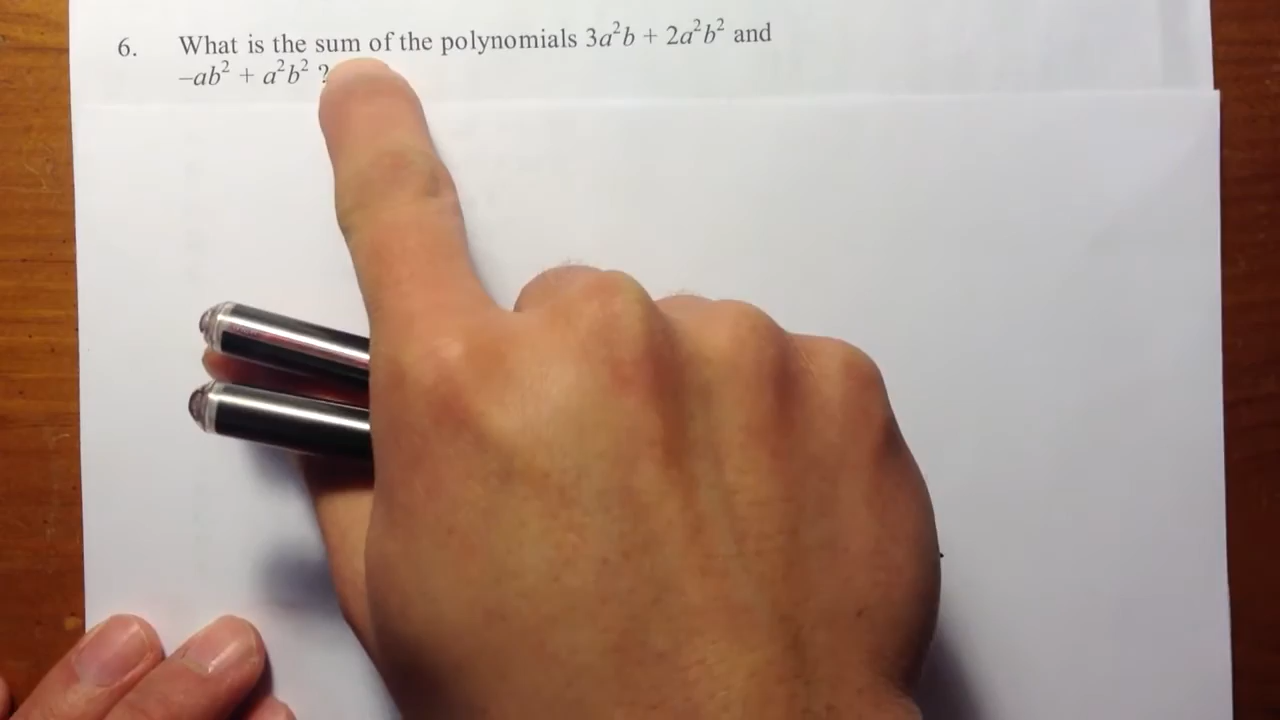 6. What is the sum of the polynomials 3a²b + 2a²b² and
–ab² + a²b² ?